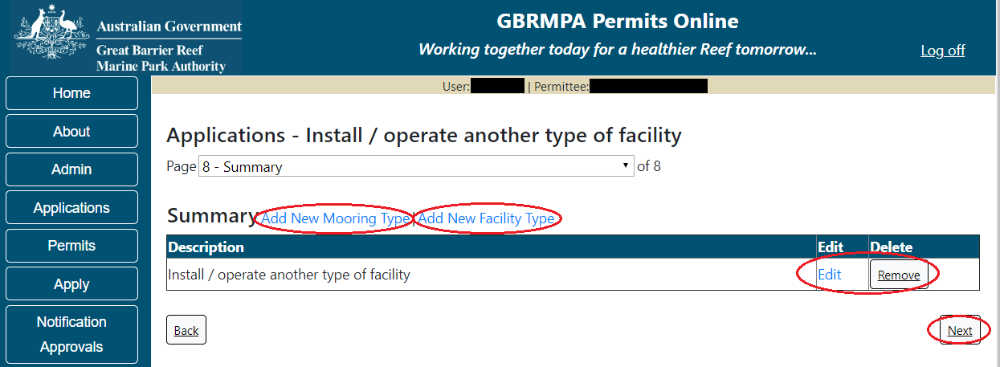 Australian Government
Great Barrier Reef
Marine Park Authority
GBRMPA Permits Online
Working together today for a healthier Reef tomorrow...
Log off
User: | Permittee:
Home
About
Admin
Applications
Permits
Apply
Notification
Approvals
Applications - Install / operate another type of facility
Page 8 - Summary of 8
Summary Add New Mooring Type | Add New Facility Type
Description Edit Delete
Install / operate another type of facility Edit Remove
Back Next